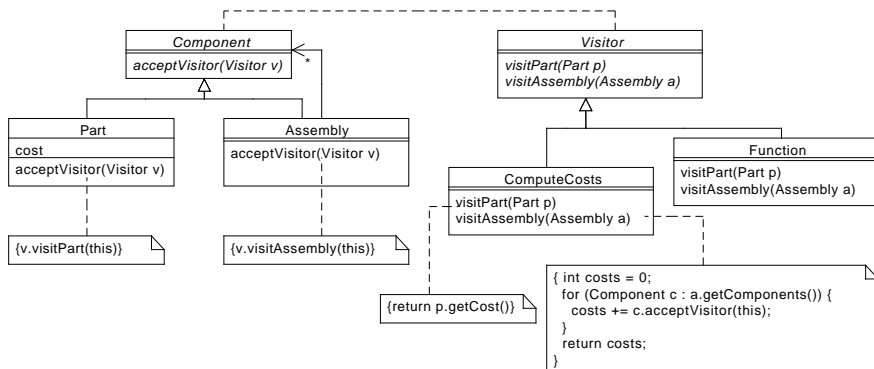 Component
acceptVisitor(Visitor v)
*
Visitor
visitPart(Part p)
visitAssembly(Assembly a)
Part
cost
acceptVisitor(Visitor v)
Assembly
acceptVisitor(Visitor v)
ComputeCosts
visitPart(Part p)
visitAssembly(Assembly a)
Function
visitPart(Part p)
visitAssembly(Assembly a)
{v.visitPart(this)}
{v.visitAssembly(this)}
{return p.getCost()}
{ int costs = 0;
for (Component c : a.getComponents()) {
costs += c.acceptVisitor(this);
}
return costs;
}